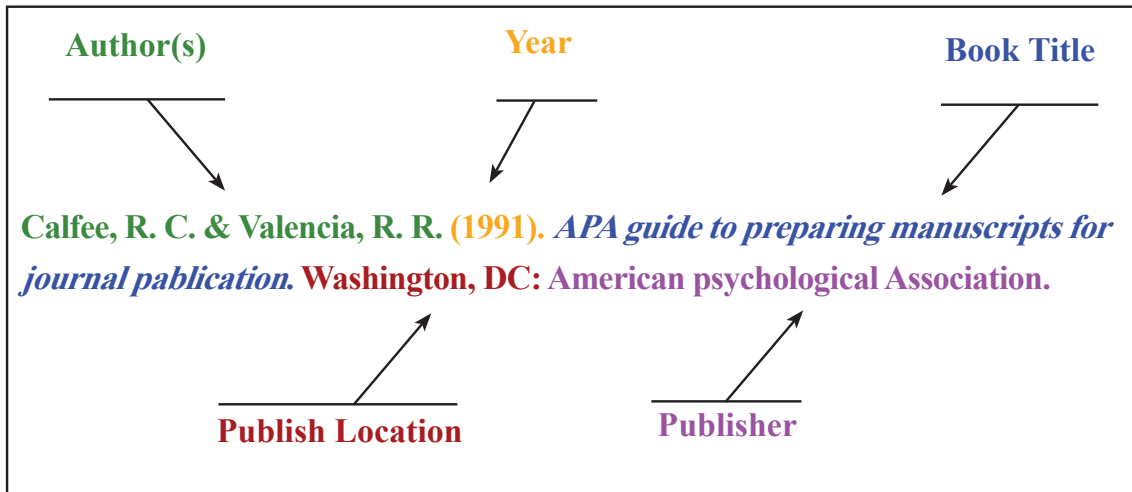 Author(s)
Year
Book Title
Calfee, R. C. & Valencia, R. R. (1991). APA guide to preparing manuscripts for
journal pablication. Washington, DC: American psychological Association.
Publish Location
Publisher